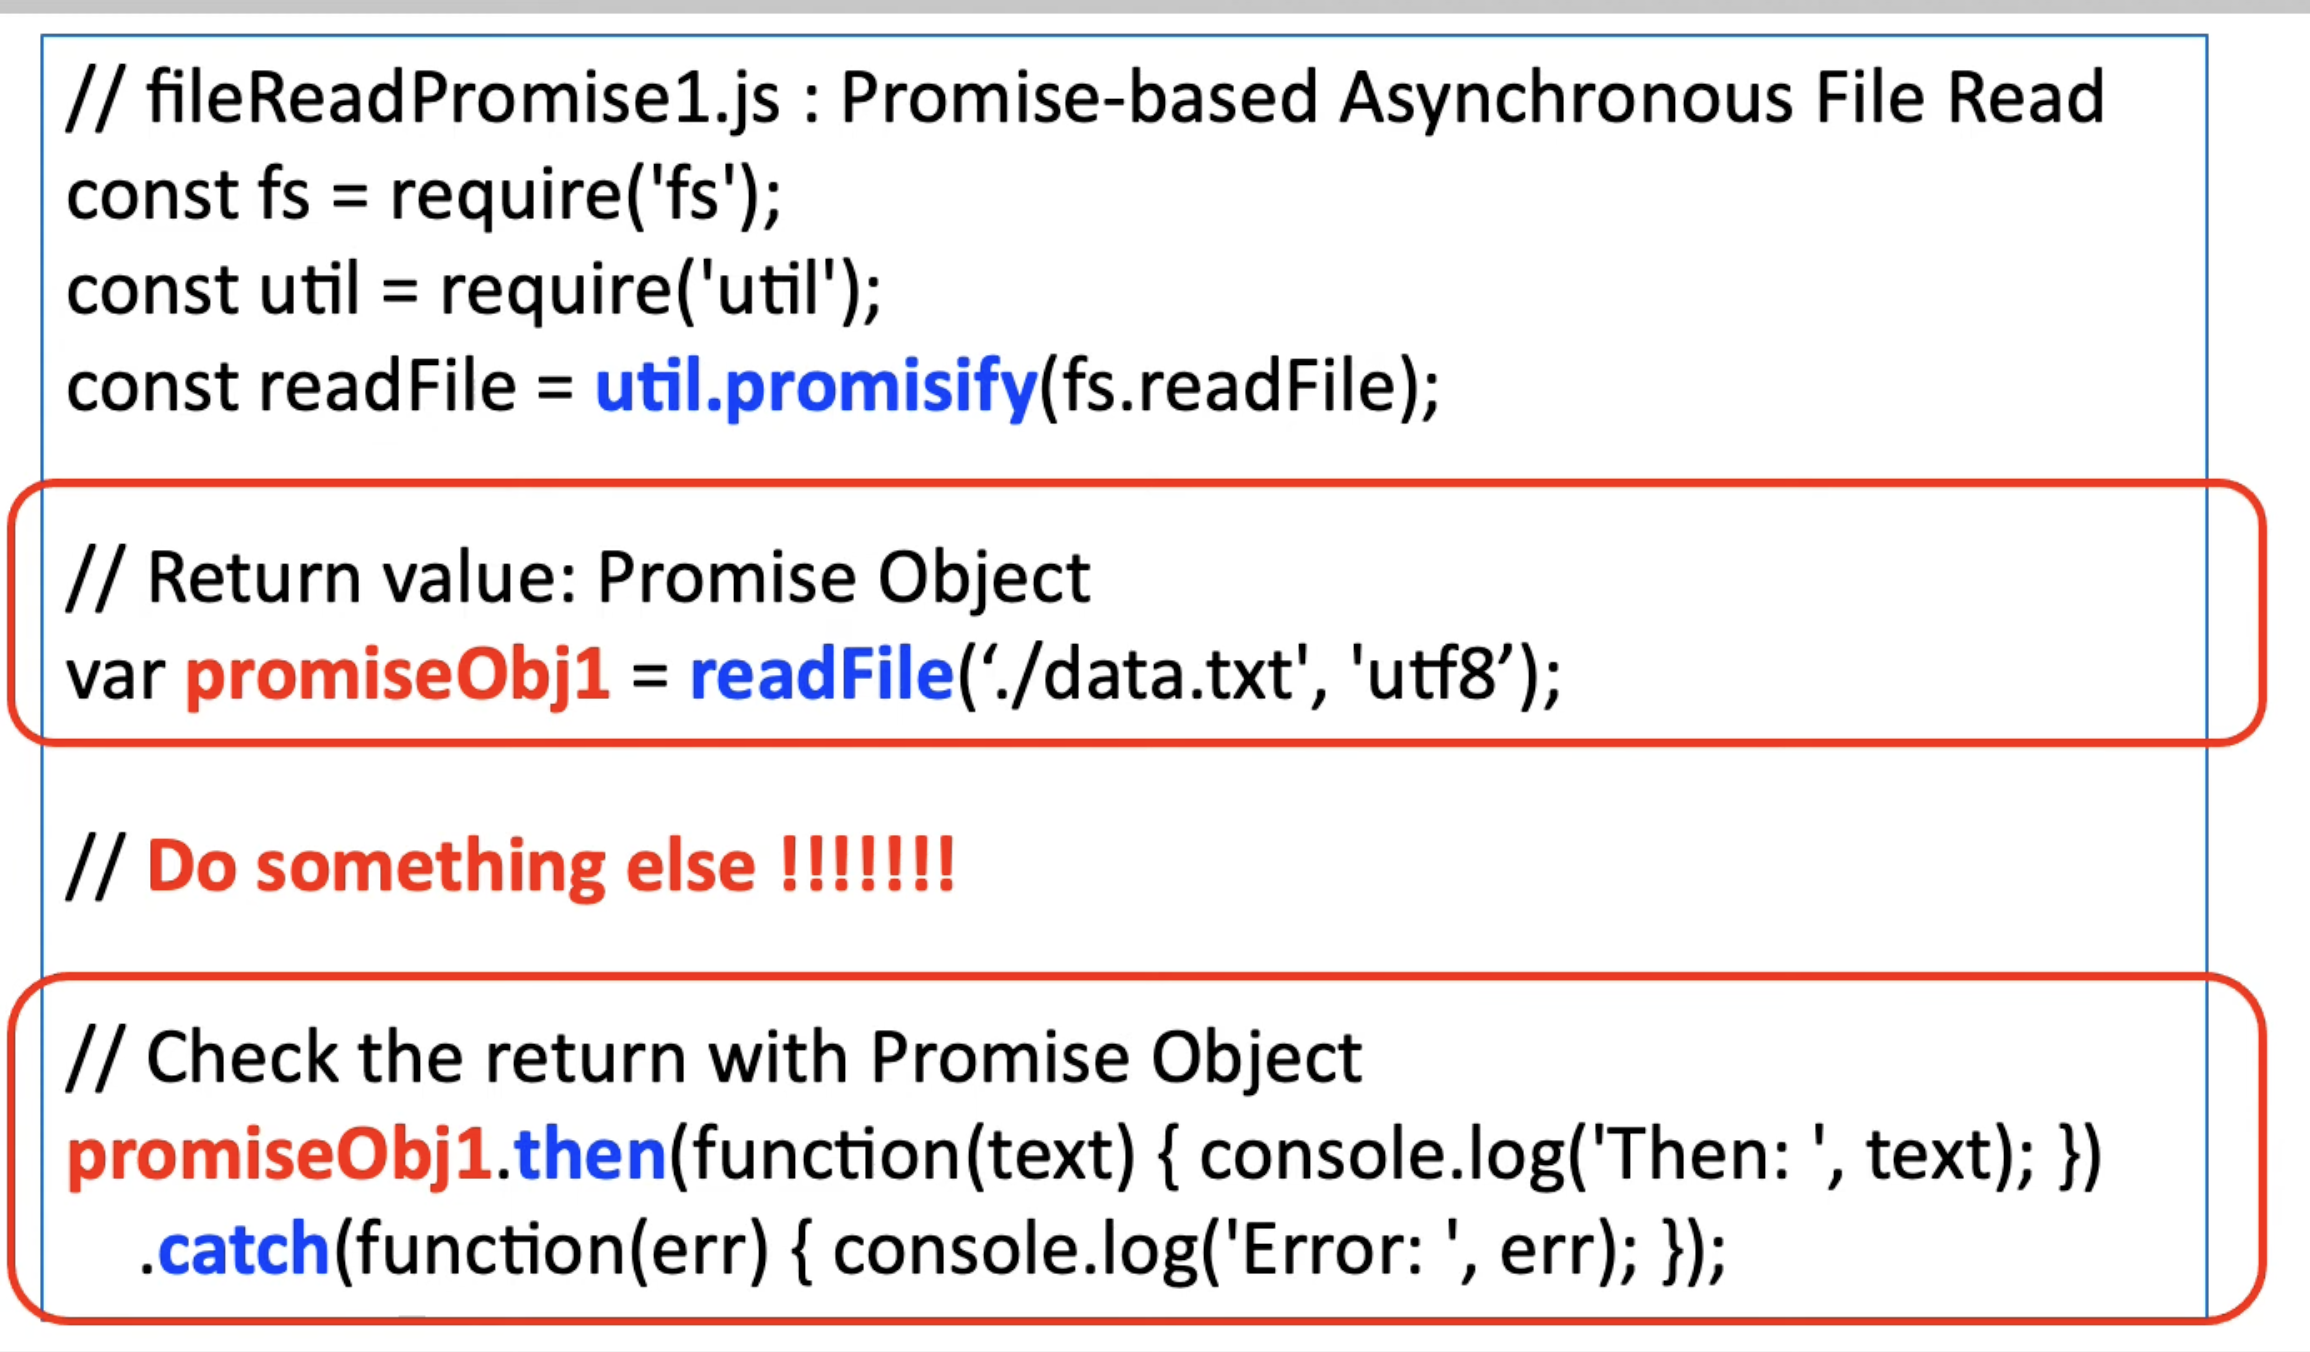 // fileReadPromise1.js : Promise-based Asynchronous File Read
const fs = require('fs');
const util = require('util');
const readFile = util.promisify(fs.readFile);
// Return value: Promise Object
var promiseObj1 = readFile(‘./data.txt', 'utf8’);
// Do something else !!!!!!!
// Check the return with Promise Object
promiseObj1.then(function(text) { console.log('Then: ', text); })
.catch(function(err) { console.log('Error: ', err); });